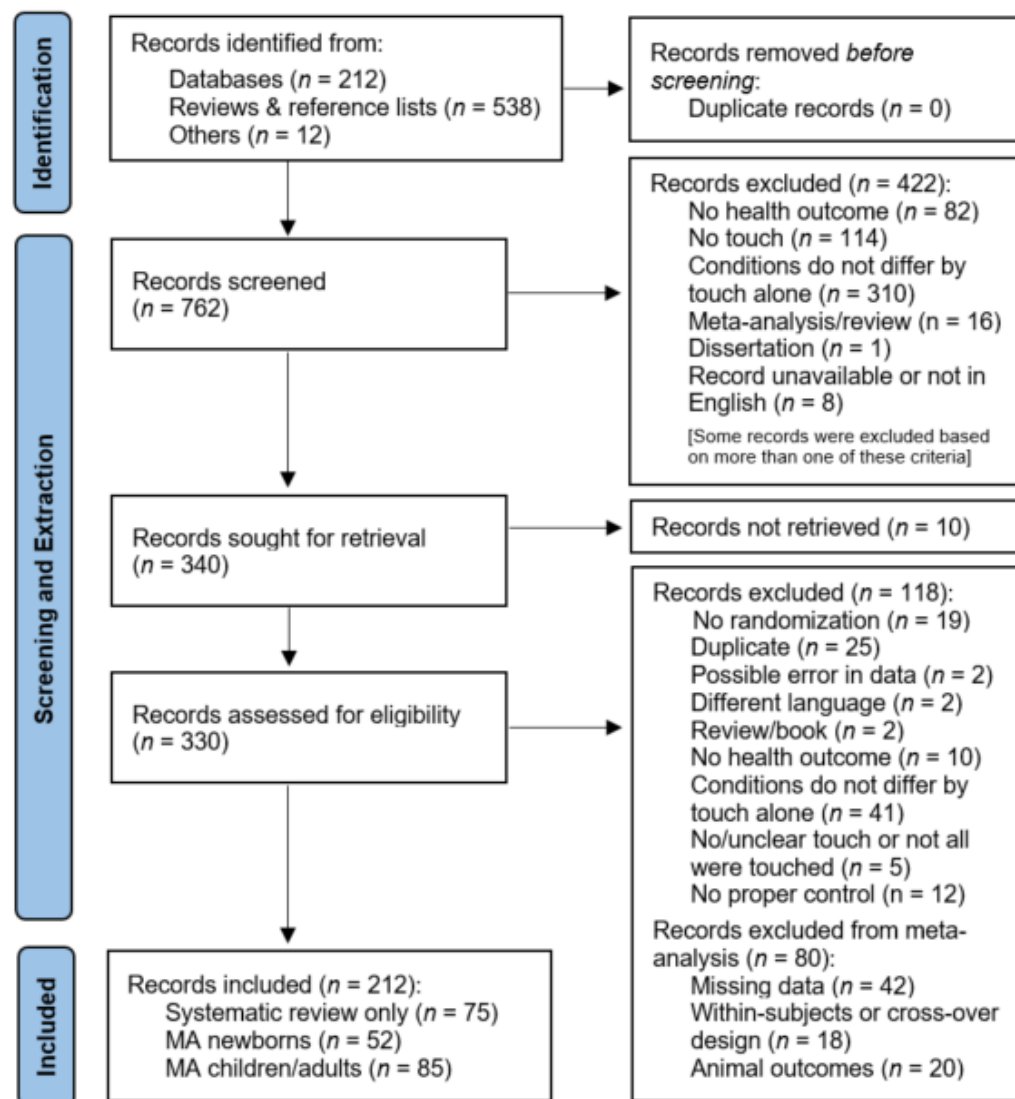 Identification
Records identified from:
Databases (n = 212)
Reviews & reference lists (n = 538)
Others (n = 12)
Records removed before
screening:
Duplicate records (n = 0)
Screening and Extraction
Records screened
(n = 762)
Records excluded (n = 422):
No health outcome (n = 82)
No touch (n = 114)
Conditions do not differ by
touch alone (n = 310)
Meta-analysis/review (n = 16)
Dissertation (n = 1)
Record unavailable or not in
English (n = 8)
[Some records were excluded based
on more than one of these criteria]
Records sought for retrieval
(n = 340)
Records not retrieved (n = 10)
Records assessed for eligibility
(n = 330)
Records excluded (n = 118):
No randomization (n = 19)
Duplicate (n = 25)
Possible error in data (n = 2)
Different language (n = 2)
Review/book (n = 2)
No health outcome (n = 10)
Conditions do not differ by
touch alone (n = 41)
No/unclear touch or not all
were touched (n = 5)
No proper control (n = 12)
Records excluded from meta-
analysis (n = 80):
Missing data (n = 42)
Within-subjects or cross-over
design (n = 18)
Animal outcomes (n = 20)
Included
Records included (n = 212):
Systematic review only (n = 75)
MA newborns (n = 52)
MA children/adults (n = 85)